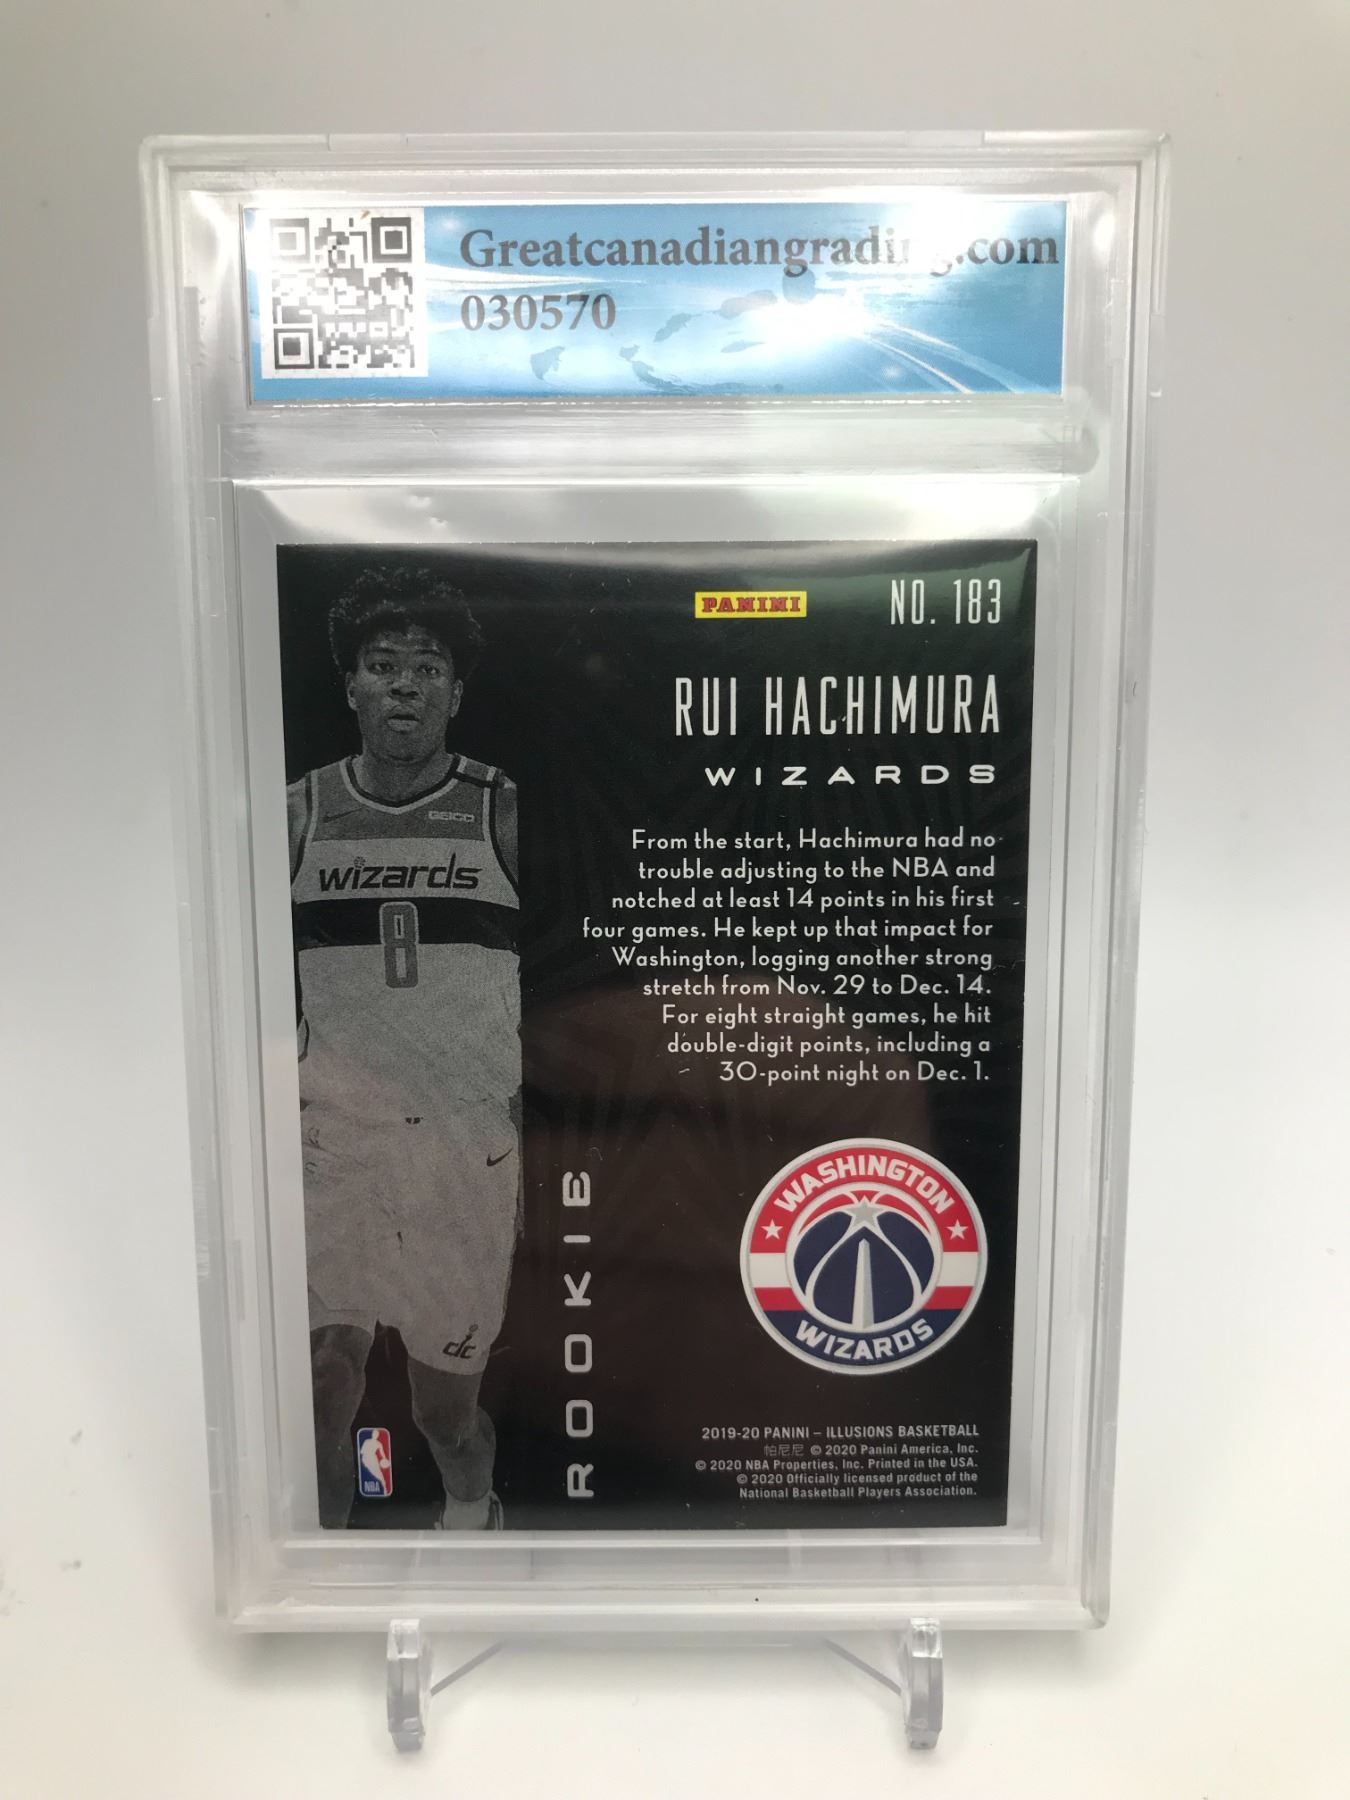 Greatcanadiangrading.com
030570
PANINI
NO. 183
RUI HACHIMURA
WIZARDS
From the start, Hachimura had no
trouble adjusting to the NBA and
notched at least 14 points in his first
four games. He kept up that impact for
Washington, logging another strong
stretch from Nov. 29 to Dec. 14.
For eight straight games, he hit
double-digit points, including a
30-point night on Dec. 1.
GEICO
wizards
8
dc
ROOKIE
WASHINGTON
WIZARDS
NBA
2019-20 PANINI – ILLUSIONS BASKETBALL
帕尼尼 © 2020 Panini America, Inc.
© 2020 NBA Properties, Inc. Printed in the USA.
© 2020 Officially licensed product of the
National Basketball Players Association.